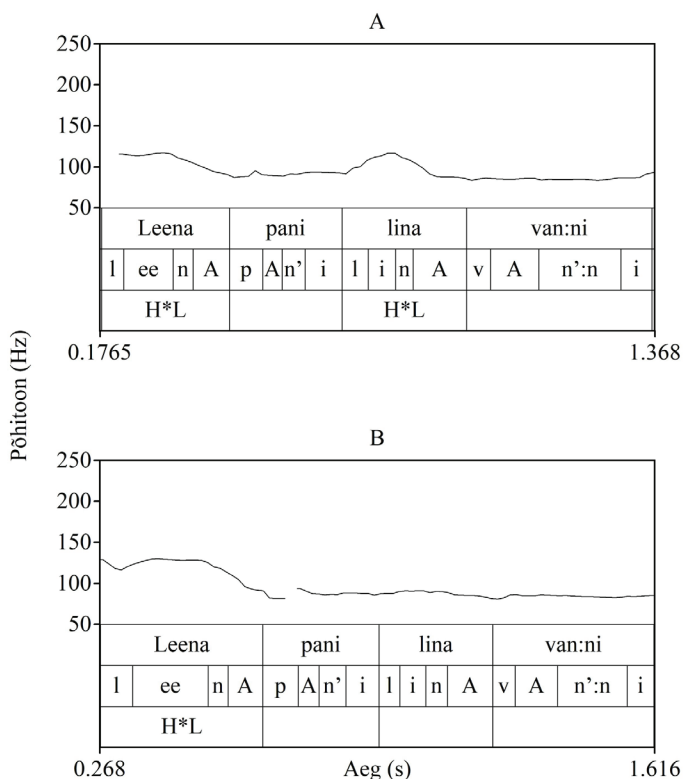 A
250
200
150
100
50
Leena pani lina van:ni
l ee n A p A n’ i l i n A v A n’:n i
H*L H*L
0.1765 1.368
Põhitoon (Hz)
B
250
200
150
100
50
Leena pani lina van:ni
l ee n A p A n’ i l i n A v A n’:n i
H*L
0.268 Aeg (s) 1.616